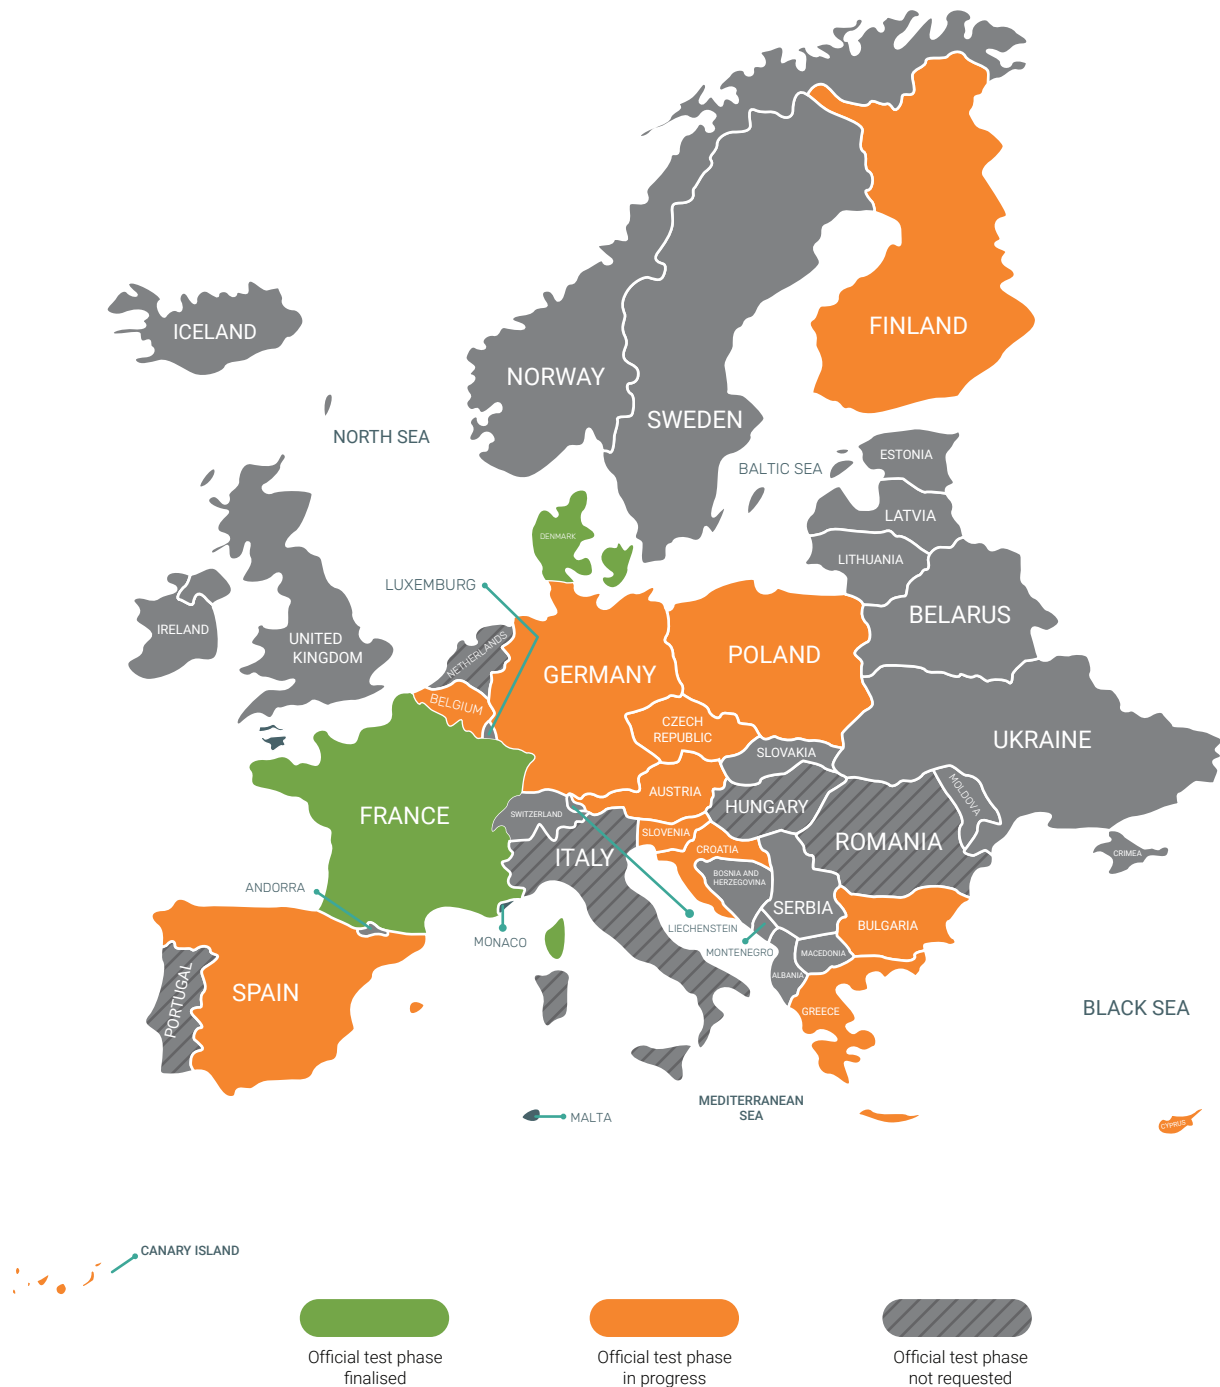 ICELAND
FINLAND
NORWAY
SWEDEN
NORTH SEA
ESTONIA
BALTIC SEA
LATVIA
DENMARK
LITHUANIA
LUXEMBURG
BELARUS
IRELAND
UNITED
KINGDOM
NETHERLANDS
GERMANY
POLAND
BELGIUM
CZECH
REPUBLIC
UKRAINE
SLOVAKIA
AUSTRIA
MOLDOVA
HUNGARY
FRANCE
SWITZERLAND
SLOVENIA
ROMANIA
CROATIA
ITALY
CRIMEA
BOSNIA AND
HERZEGOVINA
ANDORRA
SERBIA
BULGARIA
LIECHENSTEIN
MONACO
MONTENEGRO
MACEDONIA
ALBANIA
PORTUGAL
SPAIN
BLACK SEA
GREECE
MEDITERRANEAN
SEA
MALTA
CYPRUS
CANARY ISLAND
Official test phase
finalised
Official test phase
in progress
Official test phase
not requested